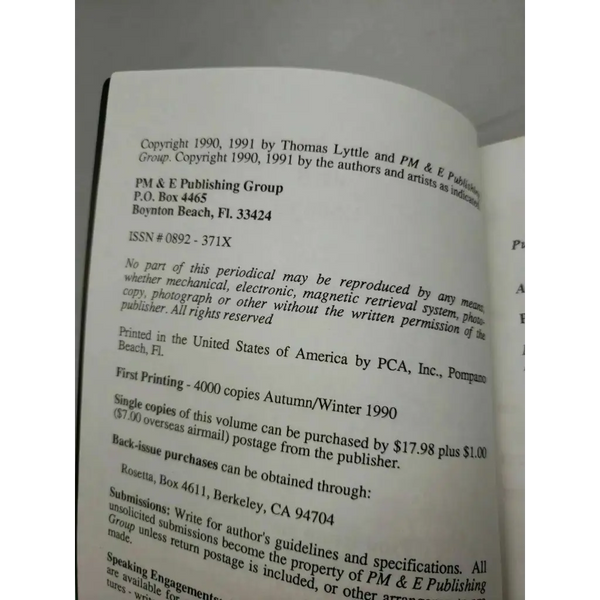 Copyright 1990, 1991 by Thomas Lyttle and PM & E Publishing
Group. Copyright 1990, 1991 by the authors and artists as indicated.
PM & E Publishing Group
P.O. Box 4465
Boynton Beach, Fl. 33424
ISSN # 0892 - 371X
No part of this periodical may be reproduced by any means,
whether mechanical, electronic, magnetic retrieval system, photo-
copy, photograph or other without the written permission of the
publisher. All rights reserved
Printed in the United States of America by PCA, Inc., Pompano
Beach, Fl.
First Printing - 4000 copies Autumn/Winter 1990
Single copies of this volume can be purchased by $17.98 plus $1.00
($7.00 overseas airmail) postage from the publisher.
Back-issue purchases can be obtained through:
Rosetta, Box 4611, Berkeley, CA 94704
Submissions: Write for author's guidelines and specifications. All
unsolicited submissions become the property of PM & E Publishing
Group unless return postage is included, or other
made.
Speaking Engagements
are available for
tures -